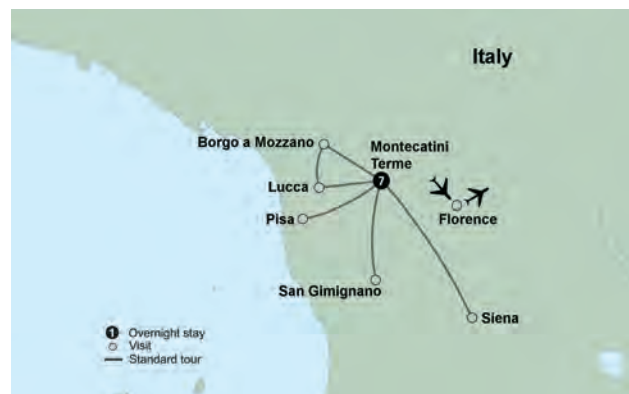 Italy
Borgo a Mozzano
Montecatini
Terme
7
Lucca
Florence
Pisa
San Gimignano
Siena
1 Overnight stay
Visit
Standard tour